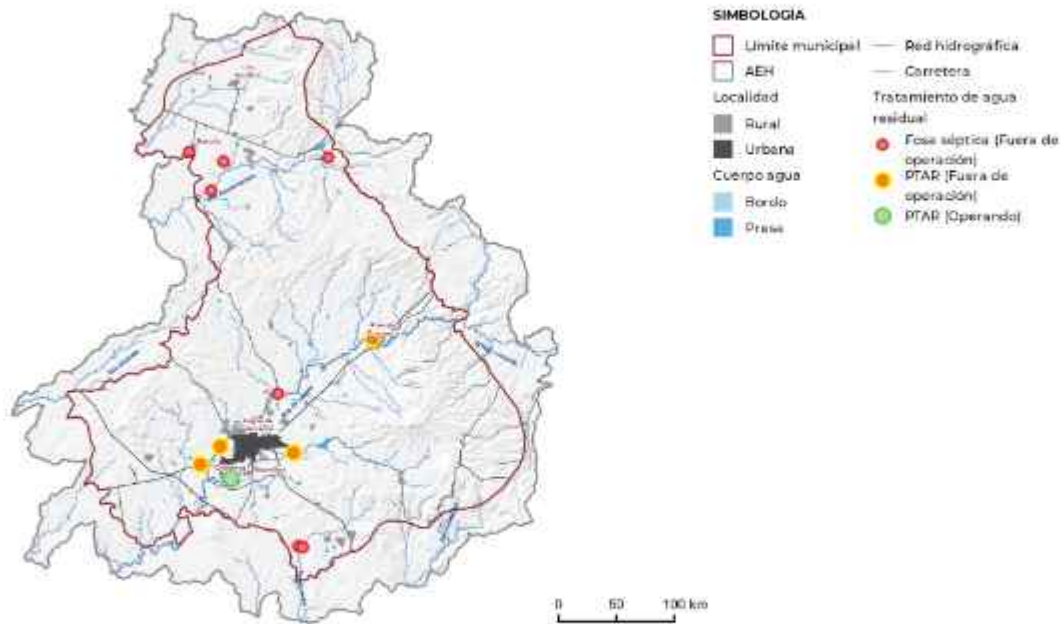 SIMBOLOGÍA
Límite municipal
AEH
Localidad
Rural
Urbana
Cuerpo agua
Bordo
Presa
Red hidrográfica
Carretera
Tratamiento de agua
residual
Fosa séptica (Fuera de
operación)
PTAR (Fuera de
operación)
PTAR (Operando)
0 50 100 km